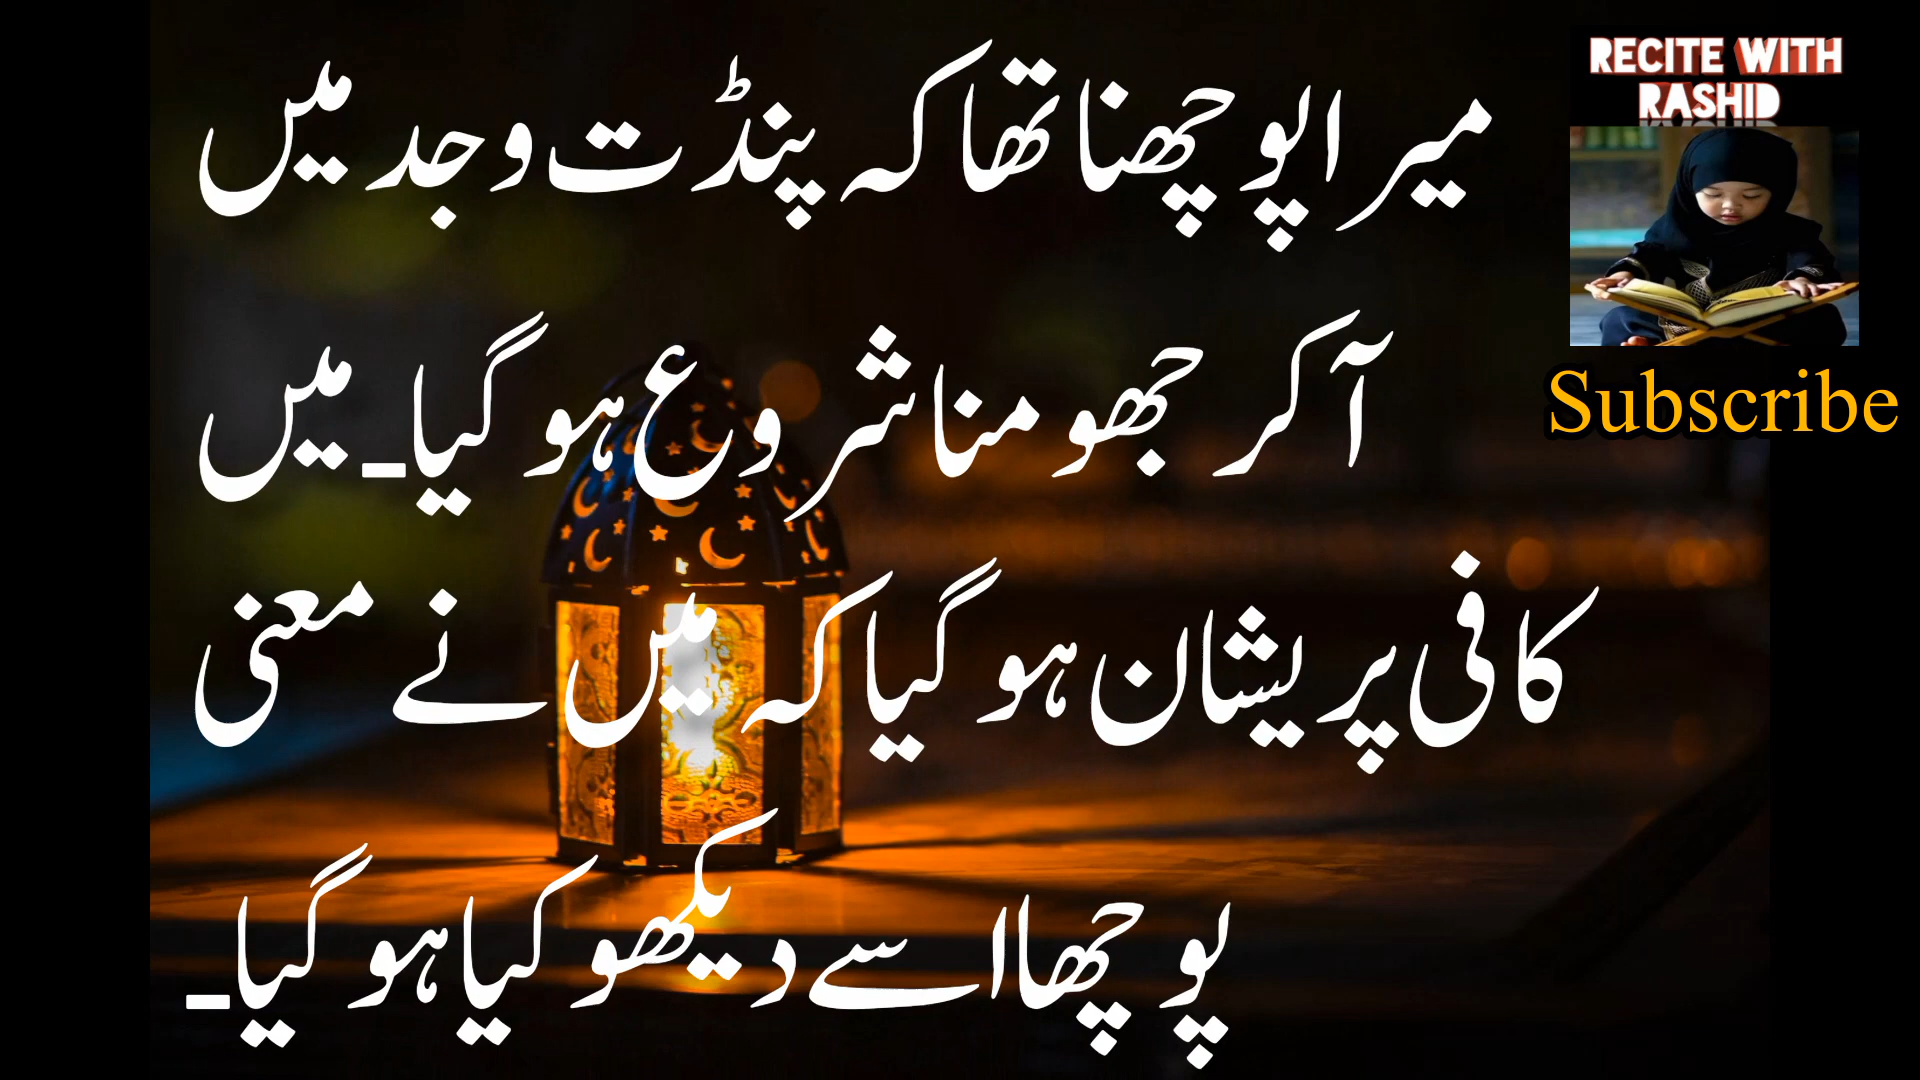 میرا پوچھنا تھا کہ پنڈت وجد میں
آکر جھومنا شروع ہو گیا۔ میں
کافی پریشان ہو گیا کہ میں نے معنی
پوچھا اسے دیکھو کیا ہو گیا۔
RECITE WITH
RASHID
Subscribe